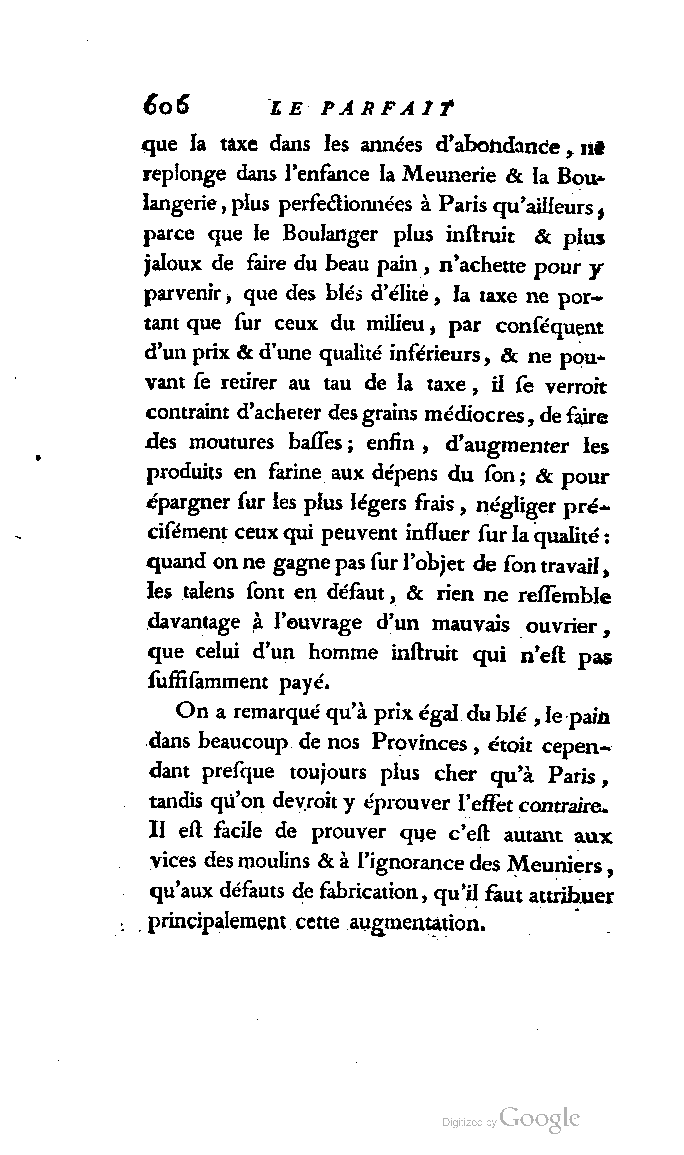 606 LE PARFAIT
que la taxe dans les années d'abondance, ne
replonge dans l'enfance la Meunerie & la Bou-
langerie, plus perfectionnées à Paris qu'ailleurs,
parce que le Boulanger plus inſtruit & plus
jaloux de faire du beau pain, n'achette pour y
parvenir, que des blés d'élite, la taxe ne por-
tant que ſur ceux du milieu, par conſéquent
d'un prix & d'une qualité inférieurs, & ne pou-
vant ſe retirer au tau de la taxe, il ſe verroit
contraint d'acheter des grains médiocres, de faire
des moutures baſſes; enfin, d'augmenter les
produits en farine aux dépens du ſon; & pour
épargner ſur les plus légers frais, négliger pré-
ciſément ceux qui peuvent influer ſur la qualité:
quand on ne gagne pas ſur l'objet de ſon travail,
les talens ſont en défaut, & rien ne reſſemble
davantage à l'ouvrage d'un mauvais ouvrier,
que celui d'un homme inſtruit qui n'eſt pas
ſuffiſamment payé.
On a remarqué qu'à prix égal du blé, le pain
dans beaucoup de nos Provinces, étoit cepen-
dant preſque toujours plus cher qu'à Paris,
tandis qu'on devroit y éprouver l'effet contraire.
Il eſt facile de prouver que c'eſt autant aux
vices des moulins & à l'ignorance des Meuniers,
qu'aux défauts de fabrication, qu'il faut attribuer
principalement cette augmentation.
Digitized by Google